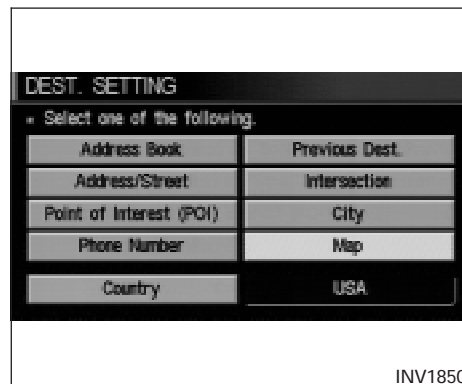 DEST. SETTING
Select one of the following.
Address Book Previous Dest.
Address/Street Intersection
Point of Interest (POI) City
Phone Number Map
Country USA
INV1850